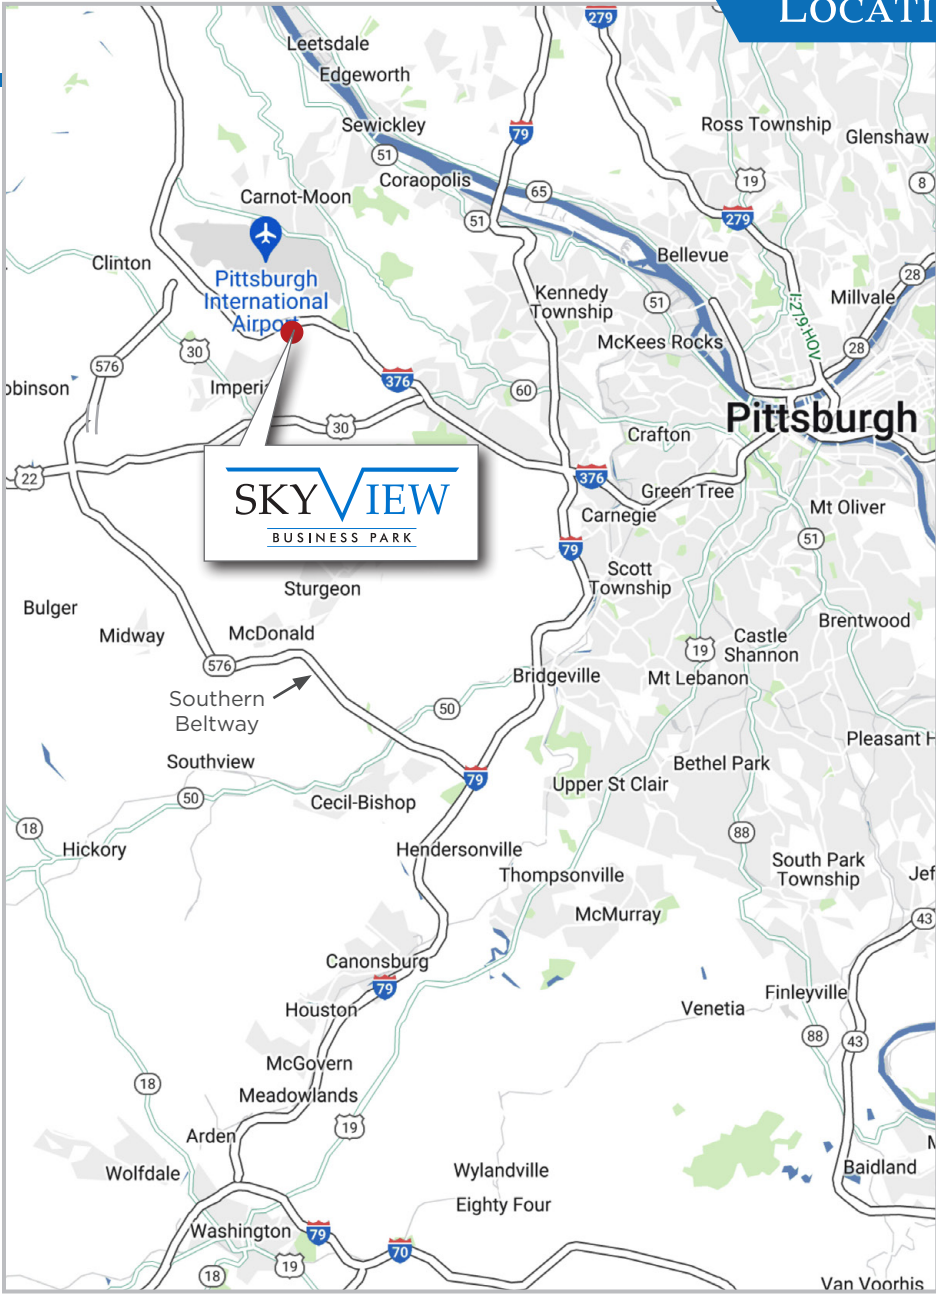 LOCATI
279
Leetsdale
Edgeworth
79
Sewickley
Ross Township
Glenshaw
51
Coraopolis
65
19
8
Carnot-Moon
51
279
Clinton
Bellevue
Pittsburgh
International
Airport
28
Kennedy
Township
51
Millvale
I-279 HOV
30
McKees Rocks
28
576
obinson
Imperia
376
60
30
Pittsburgh
Crafton
22
376
SKYVIEW
BUSINESS PARK
Green Tree
Carnegie
Mt Oliver
79
51
Scott
Township
Sturgeon
Bulger
Midway
McDonald
Brentwood
Castle
Shannon
19
576
Bridgeville
Mt Lebanon
Southern
Beltway
50
Pleasant H
Southview
79
Bethel Park
Upper St Clair
50
Cecil-Bishop
18
88
Hickory
Hendersonville
Thompsonville
South Park
Township
Jef
McMurray
43
Canonsburg
79
Houston
Venetia
Finleyville
88
43
McGovern
18
Meadowlands
19
Arden
Wolfdale
Wylandville
Baidland
M
Eighty Four
Washington
79
70
19
18
Van Voorhis